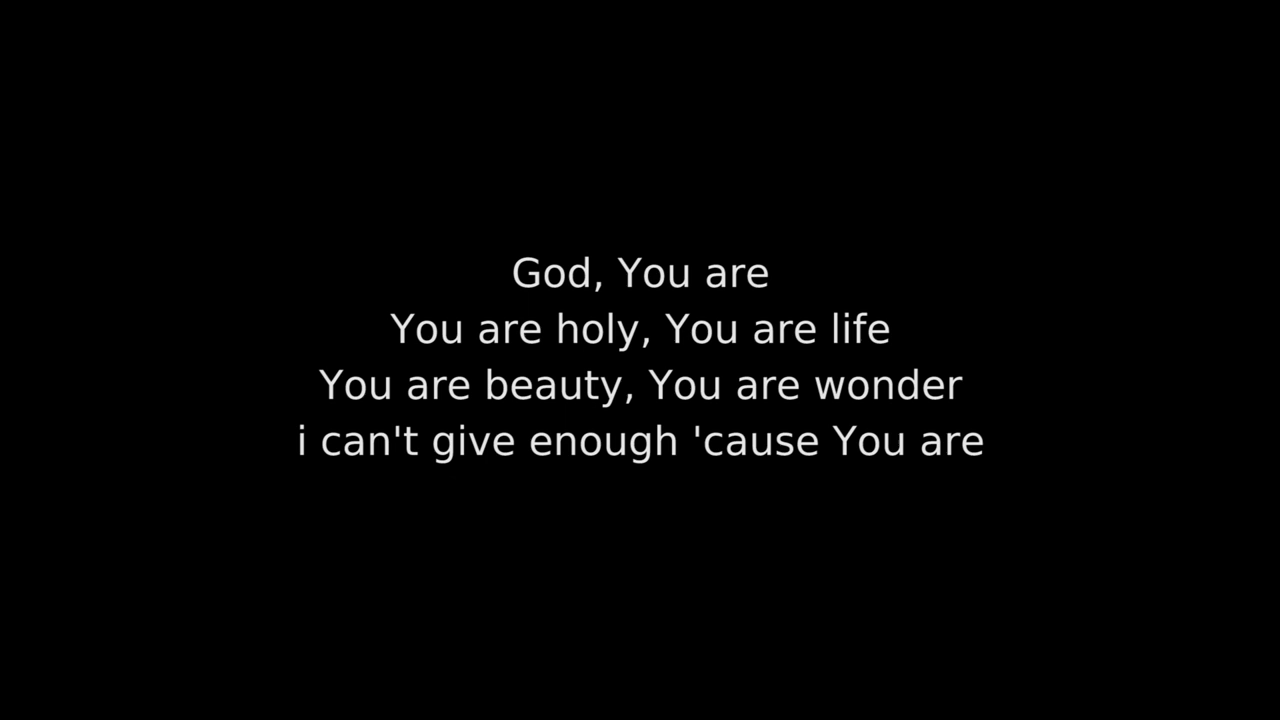 God, You are
You are holy, You are life
You are beauty, You are wonder
i can't give enough 'cause You are